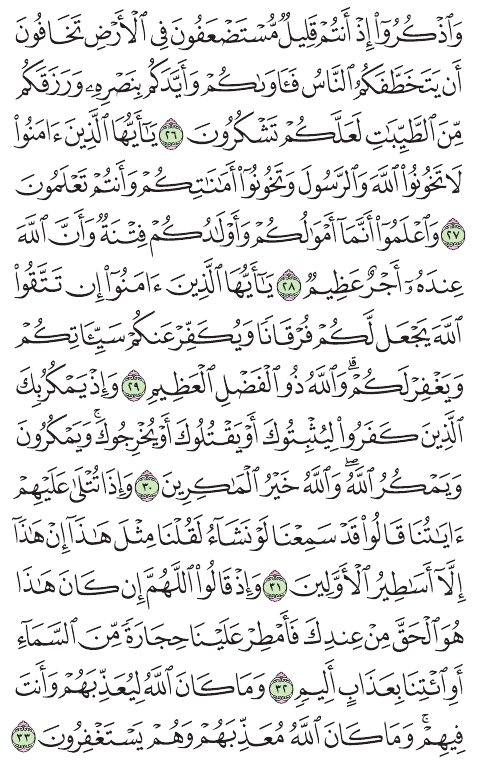 وَٱذۡكُرُوٓاْ إِذۡ أَنتُمۡ قَلِيلٞ مُّسۡتَضۡعَفُونَ فِي ٱلۡأَرۡضِ تَخَافُونَ
أَن يَتَخَطَّفَكُمُ ٱلنَّاسُ فَـَٔاوَىٰكُمۡ وَأَيَّدَكُم بِنَصۡرِهِۦ وَرَزَقَكُم
مِّنَ ٱلطَّيِّبَٰتِ لَعَلَّكُمۡ تَشۡكُرُونَ ٢٦ يَٰٓأَيُّهَا ٱلَّذِينَ ءَامَنُواْ
لَا تَخُونُواْ ٱللَّهَ وَٱلرَّسُولَ وَتَخُونُوٓاْ أَمَٰنَٰتِكُمۡ وَأَنتُمۡ تَعۡلَمُونَ
٢٧ وَٱعۡلَمُوٓاْ أَنَّمَآ أَمۡوَٰلُكُمۡ وَأَوۡلَٰدُكُمۡ فِتۡنَةٞ وَأَنَّ ٱللَّهَ
عِندَهُۥٓ أَجۡرٌ عَظِيمٞ ٢٨ يَٰٓأَيُّهَا ٱلَّذِينَ ءَامَنُوٓاْ إِن تَتَّقُواْ
ٱللَّهَ يَجۡعَل لَّكُمۡ فُرۡقَانٗا وَيُكَفِّرۡ عَنكُمۡ سَيِّـَٔاتِكُمۡ
وَيَغۡفِرۡ لَكُمۡۗ وَٱللَّهُ ذُو ٱلۡفَضۡلِ ٱلۡعَظِيمِ ٢٩ وَإِذۡ يَمۡكُرُ بِكَ
ٱلَّذِينَ كَفَرُواْ لِيُثۡبِتُوكَ أَوۡ يَقۡتُلُوكَ أَوۡ يُخۡرِجُوكَۚ وَيَمۡكُرُونَ
وَيَمۡكُرُ ٱللَّهُۖ وَٱللَّهُ خَيۡرُ ٱلۡمَٰكِرِينَ ٣٠ وَإِذَا تُتۡلَىٰ عَلَيۡهِمۡ
ءَايَٰتُنَا قَالُواْ قَدۡ سَمِعۡنَا لَوۡ نَشَآءُ لَقُلۡنَا مِثۡلَ هَٰذَآ إِنۡ هَٰذَآ
إِلَّآ أَسَٰطِيرُ ٱلۡأَوَّلِينَ ٣١ وَإِذۡ قَالُواْ ٱللَّهُمَّ إِن كَانَ هَٰذَا
هُوَ ٱلۡحَقَّ مِنۡ عِندِكَ فَأَمۡطِرۡ عَلَيۡنَا حِجَارَةٗ مِّنَ ٱلسَّمَآءِ
أَوِ ٱئۡتِنَا بِعَذَابٍ أَلِيمٖ ٣٢ وَمَا كَانَ ٱللَّهُ لِيُعَذِّبَهُمۡ وَأَنتَ
فِيهِمۡۚ وَمَا كَانَ ٱللَّهُ مُعَذِّبَهُمۡ وَهُمۡ يَسۡتَغۡفِرُونَ ٣٣